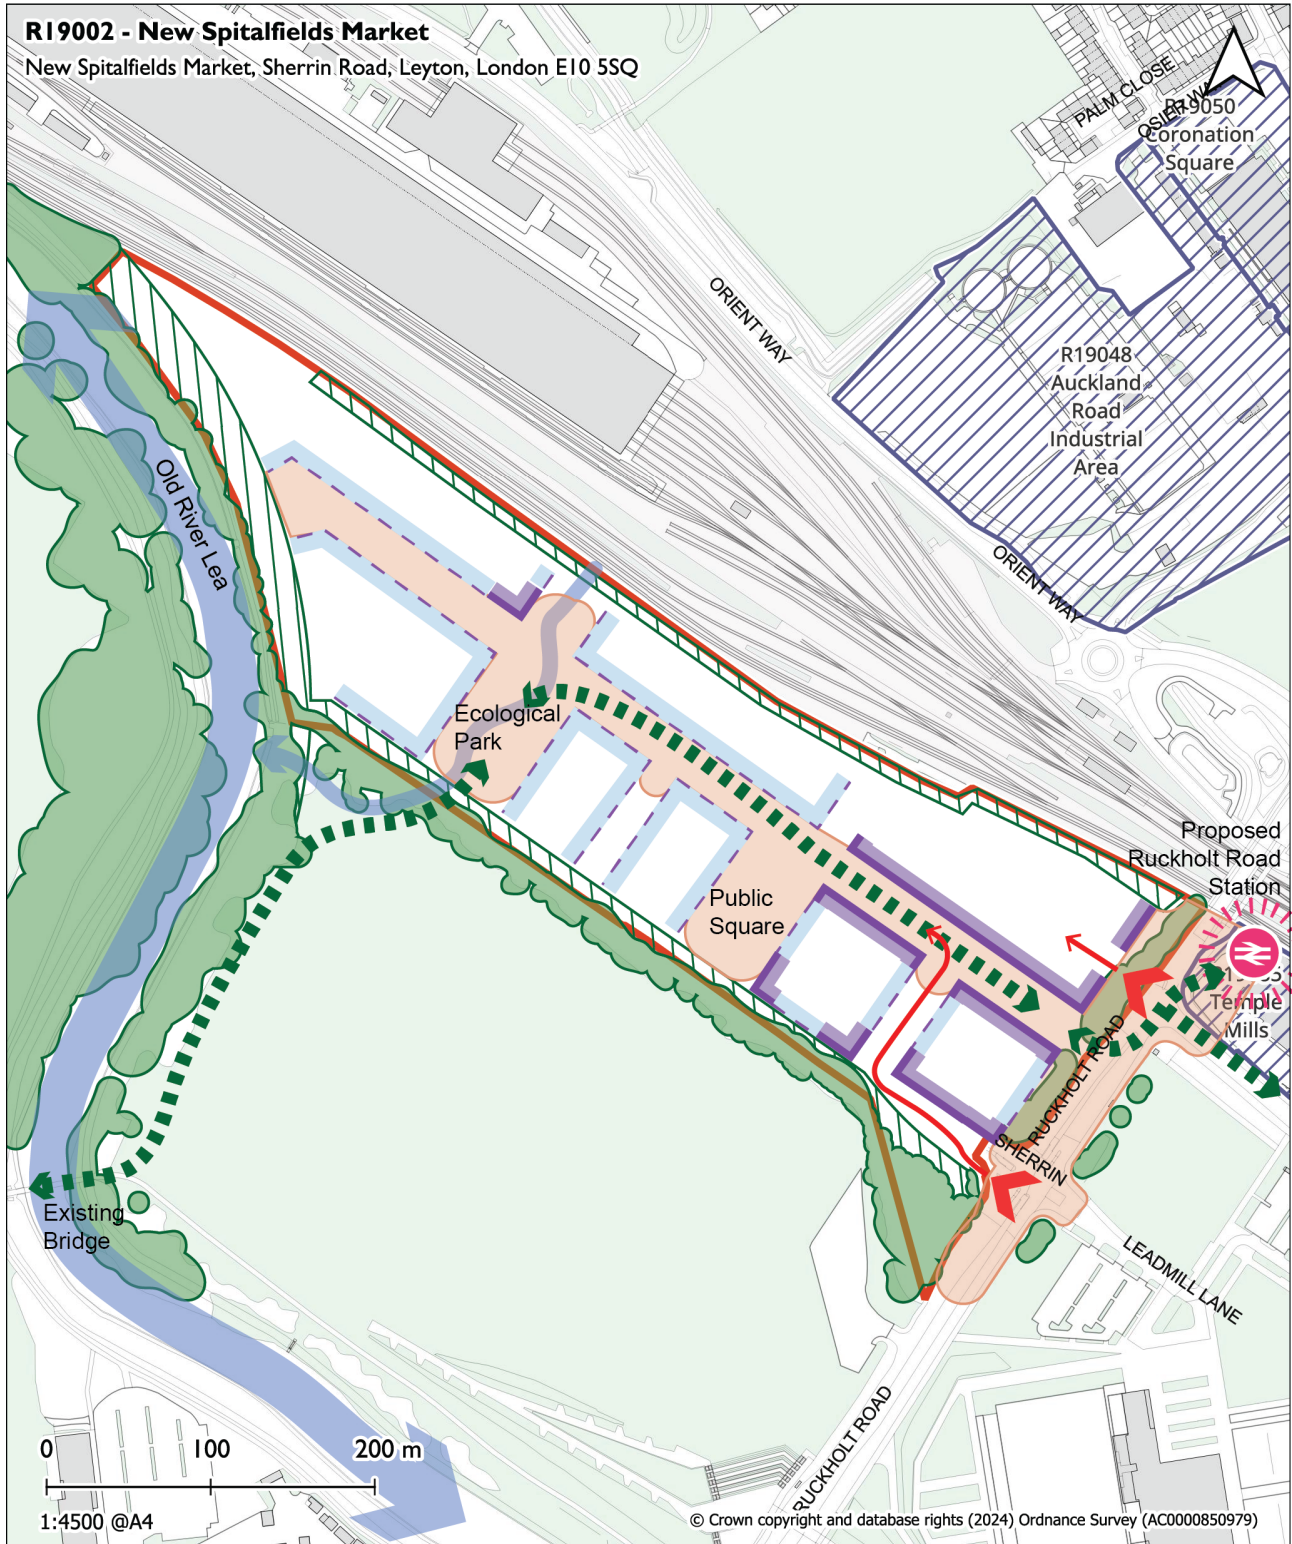 R19002 - New Spitalfields Market
New Spitalfields Market, Sherrin Road, Leyton, London E10 5SQ
PALM CLOSE
OSIER WAY
R19050
Coronation
Square
ORIENT WAY
R19048
Auckland
Road
Industrial
Area
Old River Lea
ORIENT WAY
Ecological
Park
Proposed
Ruckholt Road
Station
Public
Square
Temple
Mills
RUCKHOLT ROAD
SHERRIN
Existing
Bridge
LEADMILL LANE
RUCKHOLT ROAD
0 100 200 m
1:4500 @A4
© Crown copyright and database rights (2024) Ordnance Survey (AC0000850979)